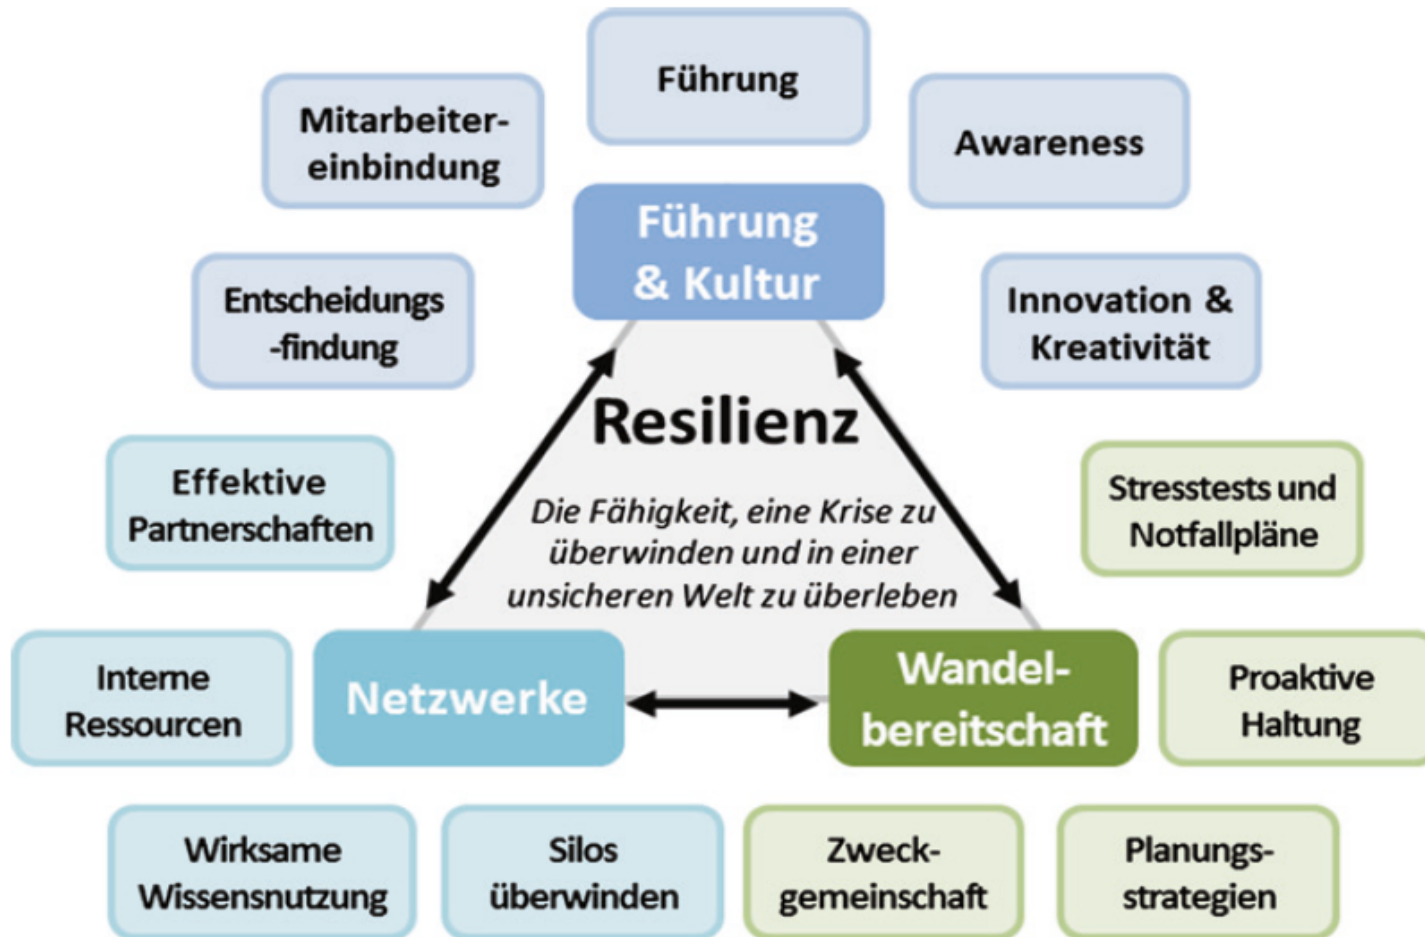 Führung
Mitarbeiter-
einbindung
Awareness
Führung
& Kultur
Entscheidungs
-findung
Innovation &
Kreativität
Resilienz
Die Fähigkeit, eine Krise zu
überwinden und in einer
unsicheren Welt zu überleben
Effektive
Partnerschaften
Stresstests und
Notfallpläne
Interne
Ressourcen
Netzwerke
Wandel-
bereitschaft
Proaktive
Haltung
Wirksame
Wissensnutzung
Silos
überwinden
Zweck-
gemeinschaft
Planungs-
strategien